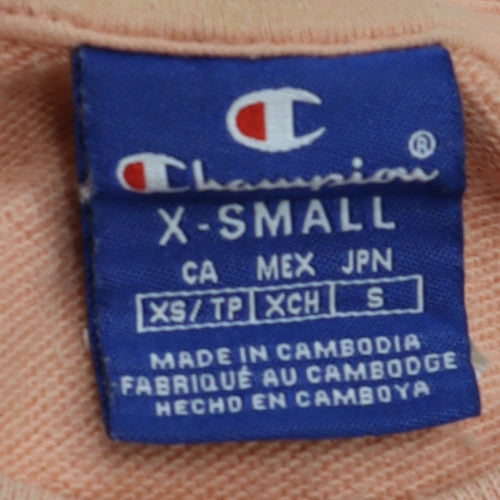 Champion®
X-SMALL
CA MEX JPN
XS/TP XCH S
MADE IN CAMBODIA
FABRIQUÉ AU CAMBODGE
HECHO EN CAMBOYA